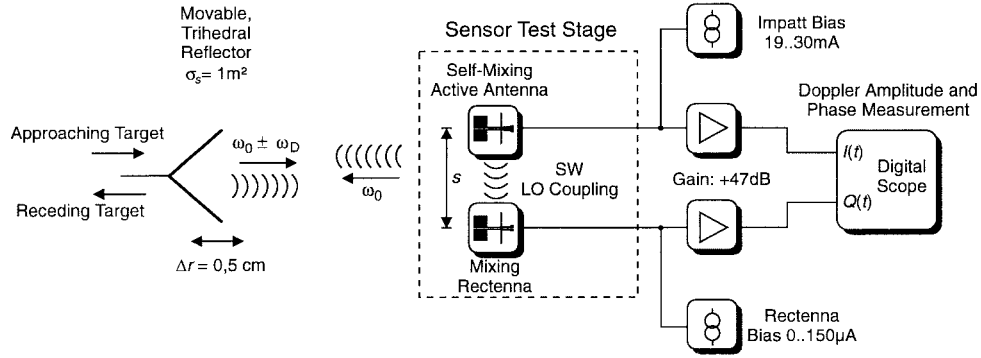 Movable,
Trihedral
Reflector
σs= 1m²
Approaching Target
Receding Target
ω0 ± ωD
Δr = 0,5 cm
ω0
Sensor Test Stage
Self-Mixing
Active Antenna
s
SW
LO Coupling
Mixing
Rectenna
Impatt Bias
19..30mA
Gain: +47dB
Rectenna
Bias 0..150µA
Doppler Amplitude and
Phase Measurement
I(t)
Digital
Scope
Q(t)